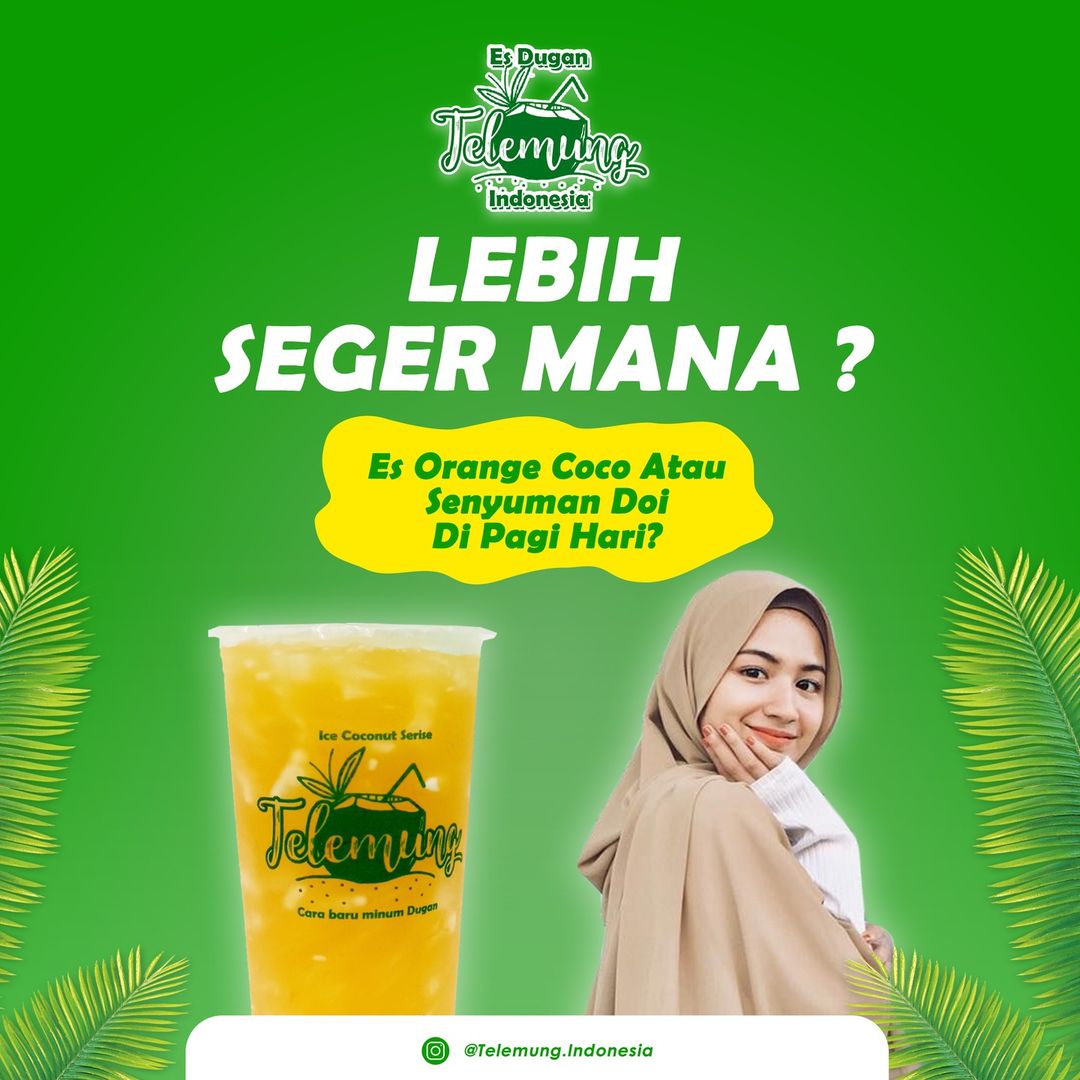 Es Dugan
Telemung
Indonesia
LEBIH
SEGER MANA ?
Es Orange Coco Atau
Senyuman Doi
Di Pagi Hari?
Ice Coconut Serise
Telemung
Cara baru minum Dugan
@Telemung.Indonesia